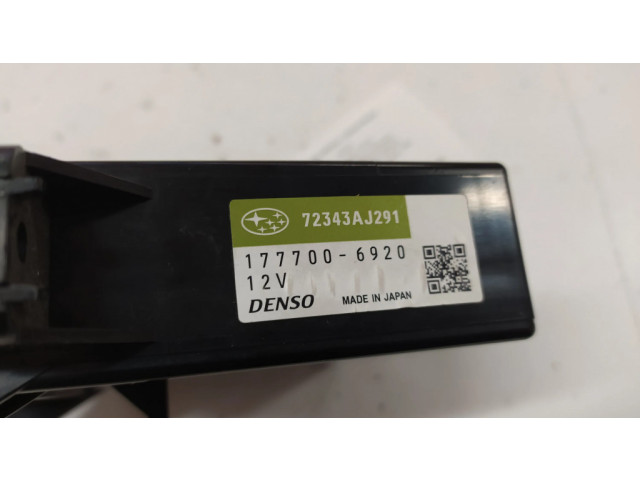 72343AJ291
177700-6920
12V
DENSO MADE IN JAPAN